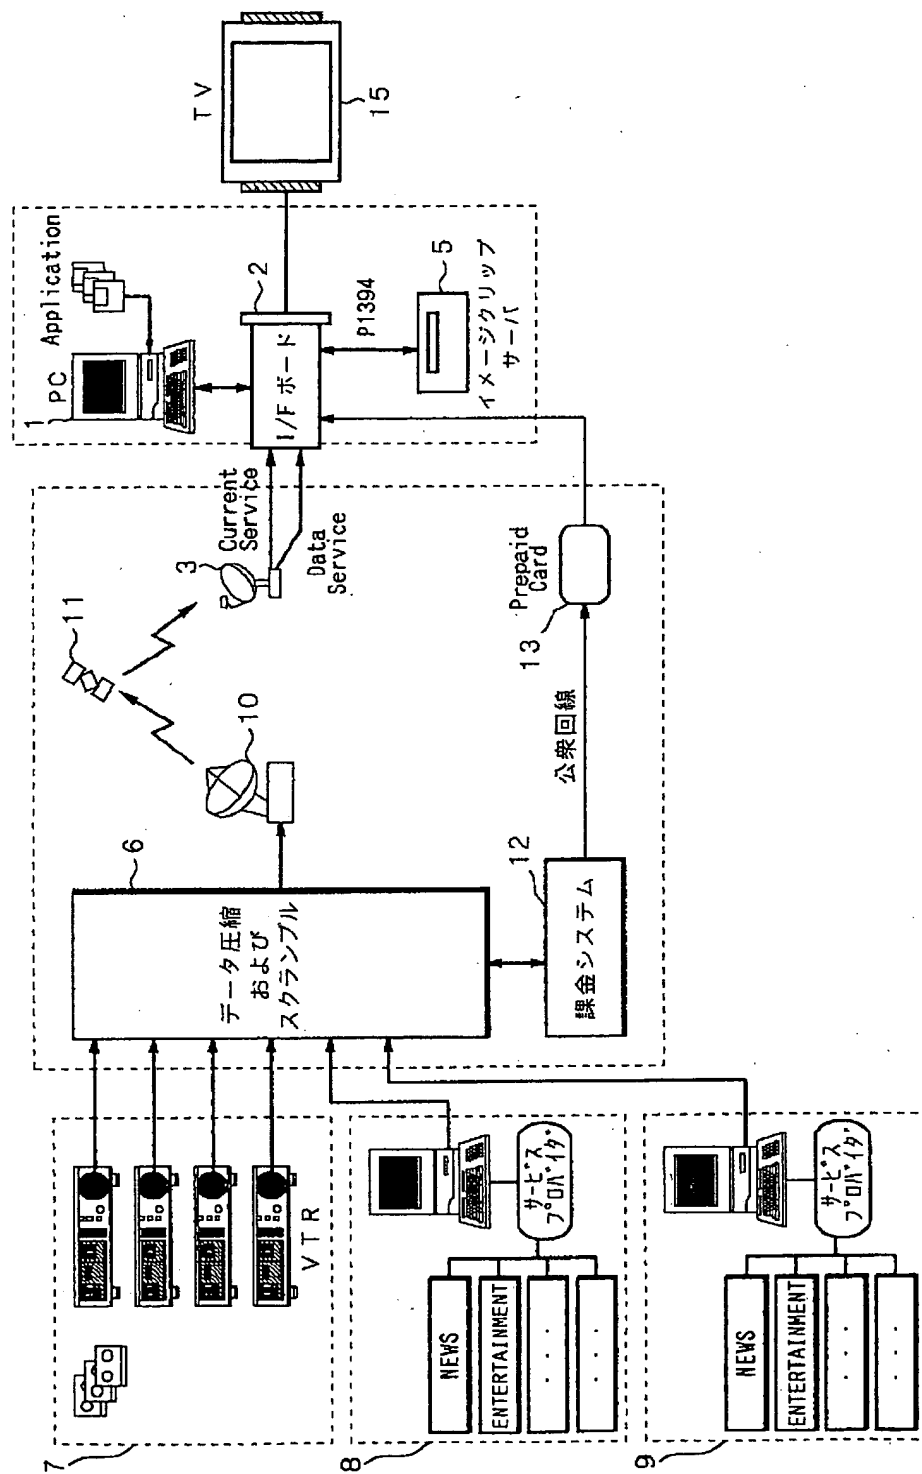 7
VTR
8
NEWS
ENTERTAINMENT
・・・
・・・
サービス
プロバイダ
9
NEWS
ENTERTAINMENT
・・・
・・・
サービス
プロバイダ
6
データ圧縮
および
スクランブル
10
11
3
Current
Service
Data
Service
12
課金システム
公衆回線
13
Prepaid
Card
1
PC
Application
I/F ボード
2
P1394
5
イメージクリップ
サーバ
TV
15